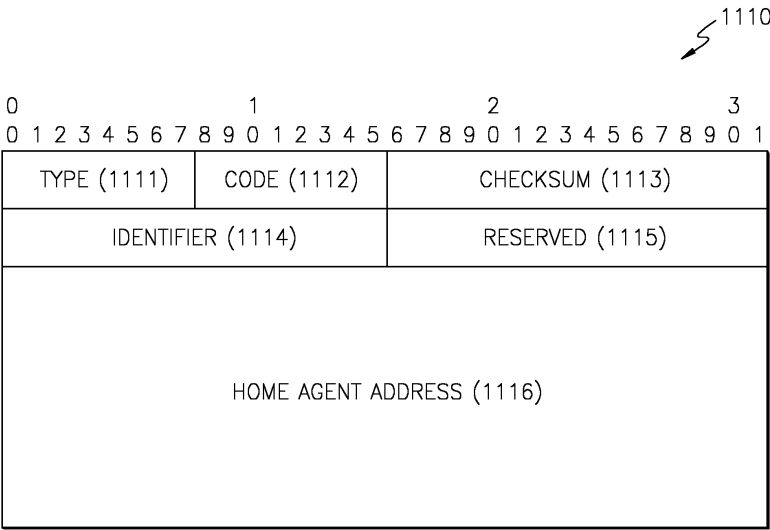 1110
0 1 2 3
0 1 2 3 4 5 6 7 8 9 0 1 2 3 4 5 6 7 8 9 0 1 2 3 4 5 6 7 8 9 0 1
TYPE (1111) CODE (1112) CHECKSUM (1113)
IDENTIFIER (1114) RESERVED (1115)
HOME AGENT ADDRESS (1116)